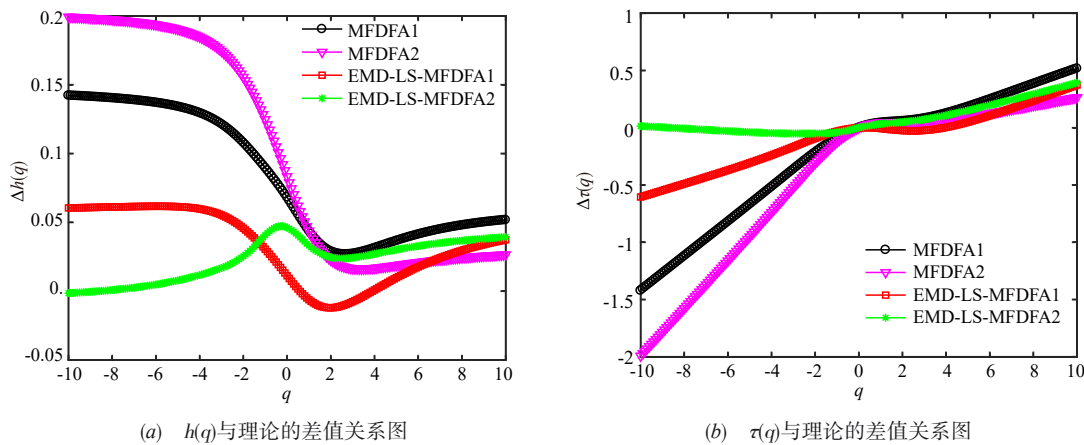 0.2
0.15
0.1
0.05
0.
-0.05
Δh(q)
-10 -8 -6 -4 -2 0 2 4 6 8 10
q
MFDFA1
MFDFA2
EMD-LS-MFDFA1
EMD-LS-MFDFA2
(a) h(q)与理论的差值关系图
1
0.5
0
-0.5
-1
-1.5
-2
Δτ(q)
-10 -8 -6 -4 -2 0 2 4 6 8 10
q
MFDFA1
MFDFA2
EMD-LS-MFDFA1
EMD-LS-MFDFA2
(b) τ(q)与理论的差值关系图